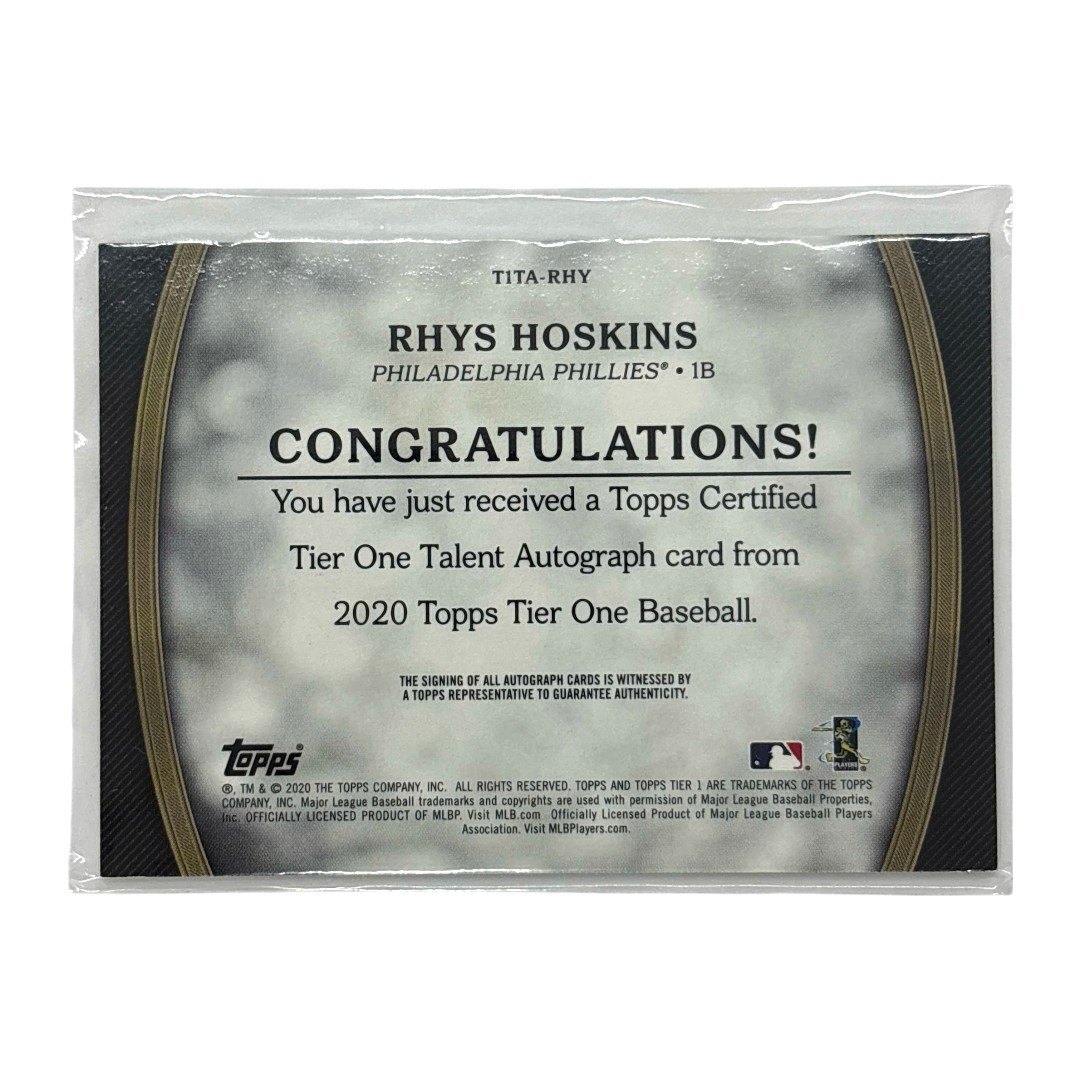 T1TA-RHY
RHYS HOSKINS
PHILADELPHIA PHILLIES® • 1B
CONGRATULATIONS!
You have just received a Topps Certified
Tier One Talent Autograph card from
2020 Topps Tier One Baseball.
THE SIGNING OF ALL AUTOGRAPH CARDS IS WITNESSED BY
A TOPPS REPRESENTATIVE TO GUARANTEE AUTHENTICITY.
Topps®
PLAYERS
®, TM & © 2020 THE TOPPS COMPANY, INC. ALL RIGHTS RESERVED. TOPPS AND TOPPS TIER 1 ARE TRADEMARKS OF THE TOPPS
COMPANY, INC. Major League Baseball trademarks and copyrights are used with permission of Major League Baseball Properties,
Inc. OFFICIALLY LICENSED PRODUCT OF MLBP. Visit MLB.com Officially Licensed Product of Major League Baseball Players
Association. Visit MLBPlayers.com.